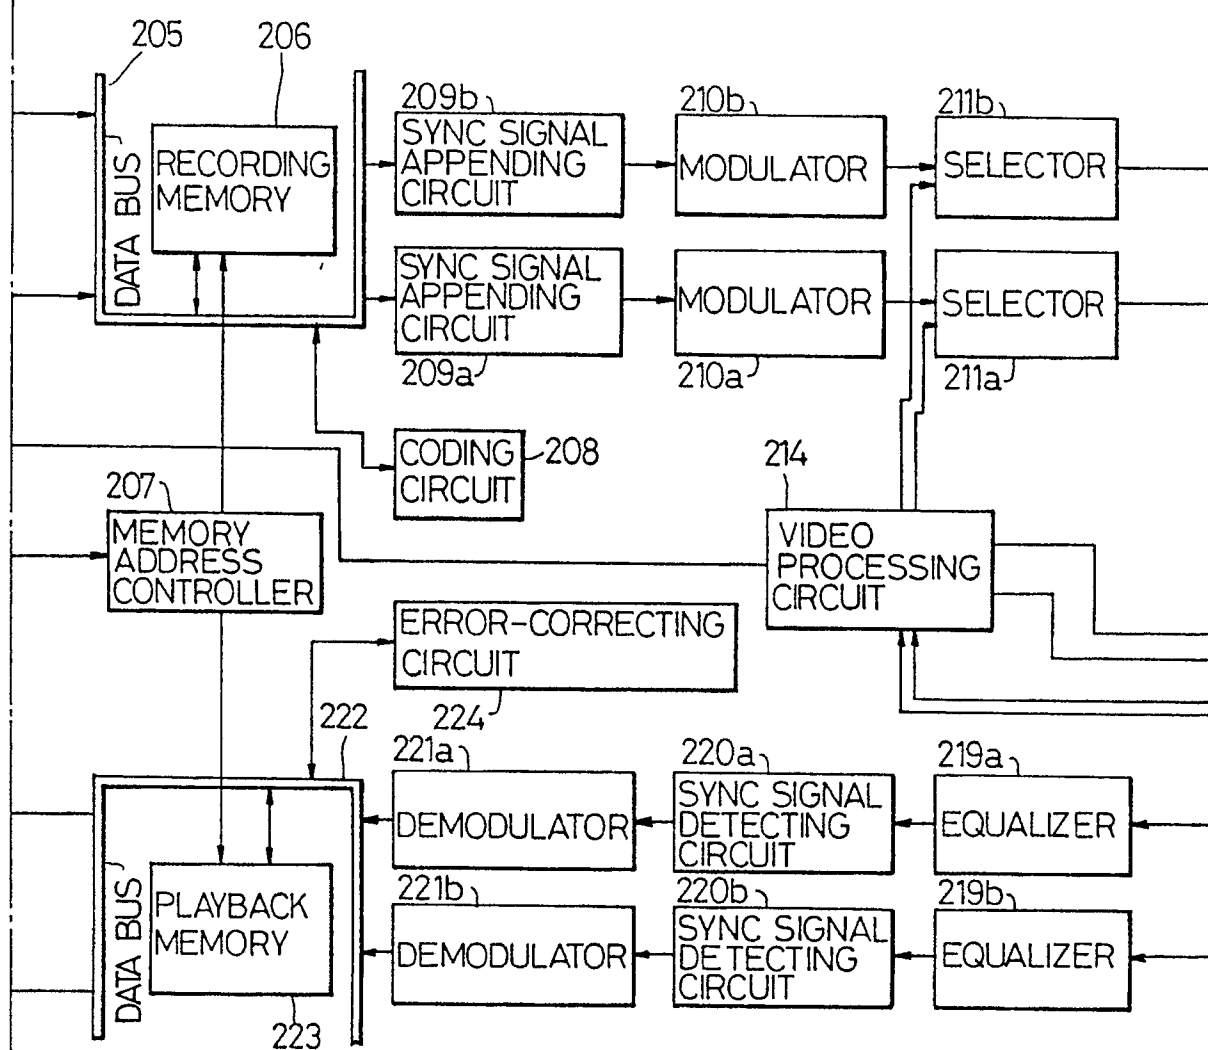 205
206
209b
210b
211b
DATA BUS
RECORDING
MEMORY
SYNC SIGNAL
APPENDING
CIRCUIT
MODULATOR
SELECTOR
SYNC SIGNAL
APPENDING
CIRCUIT
MODULATOR
SELECTOR
209a
210a
211a
CODING
CIRCUIT
208
214
207
MEMORY
ADDRESS
CONTROLLER
VIDEO
PROCESSING
CIRCUIT
ERROR-CORRECTING
CIRCUIT
224
222
221a
220a
219a
DEMODULATOR
SYNC SIGNAL
DETECTING
CIRCUIT
EQUALIZER
221b
220b
219b
DATA BUS
PLAYBACK
MEMORY
DEMODULATOR
SYNC SIGNAL
DETECTING
CIRCUIT
EQUALIZER
223